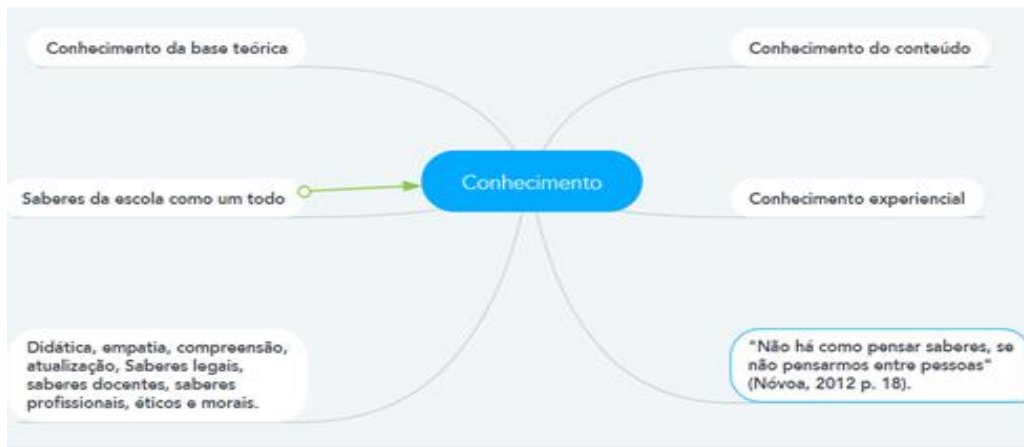 Conhecimento da base teórica
Conhecimento do conteúdo
Conhecimento
Saberes da escola como um todo
Conhecimento experiencial
Didática, empatia, compreensão,
atualização, Saberes legais,
saberes docentes, saberes
profissionais, éticos e morais.
"Não há como pensar saberes, se
não pensarmos entre pessoas"
(Nóvoa, 2012 p. 18).